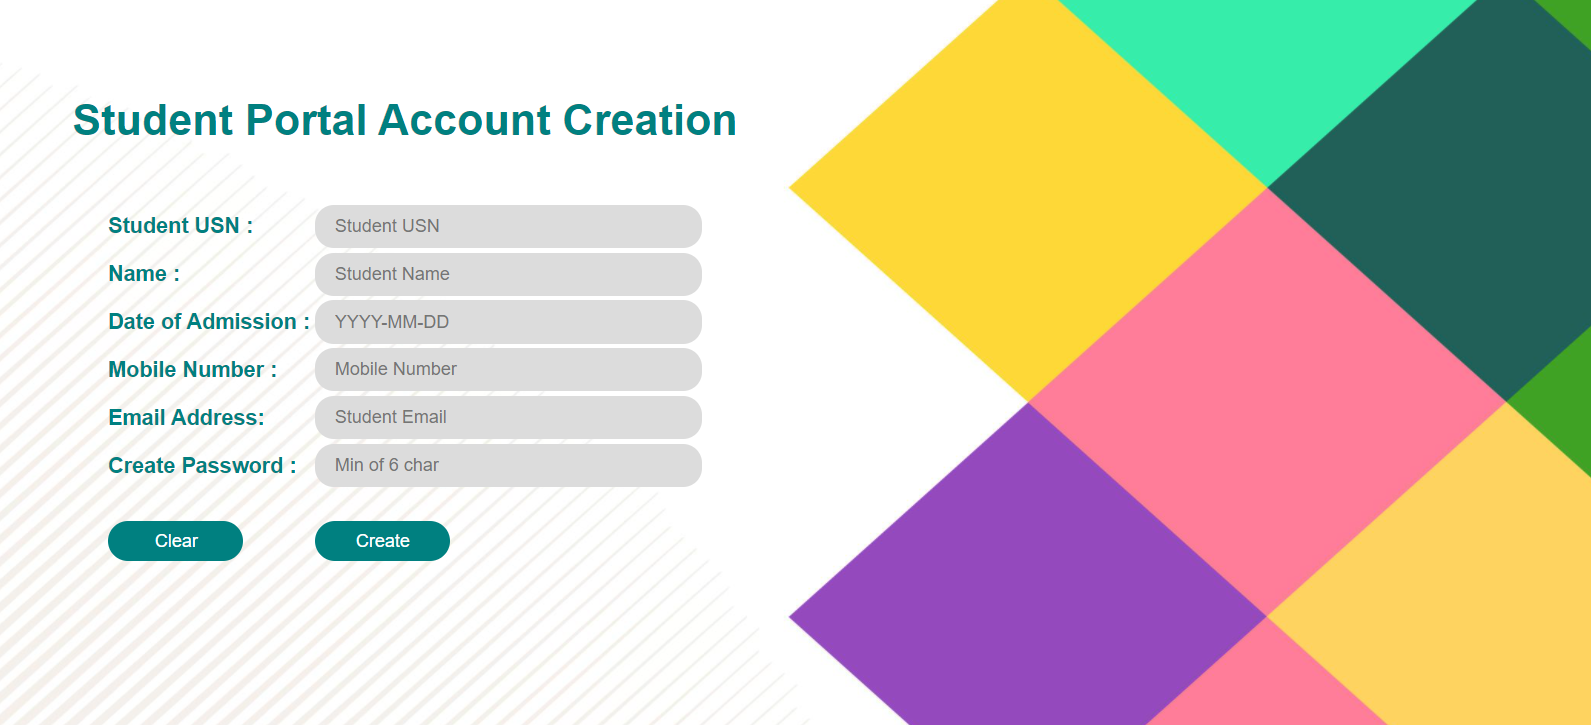 Student Portal Account Creation
Student USN : Student USN
Name : Student Name
Date of Admission : YYYY-MM-DD
Mobile Number : Mobile Number
Email Address: Student Email
Create Password : Min of 6 char
Clear Create